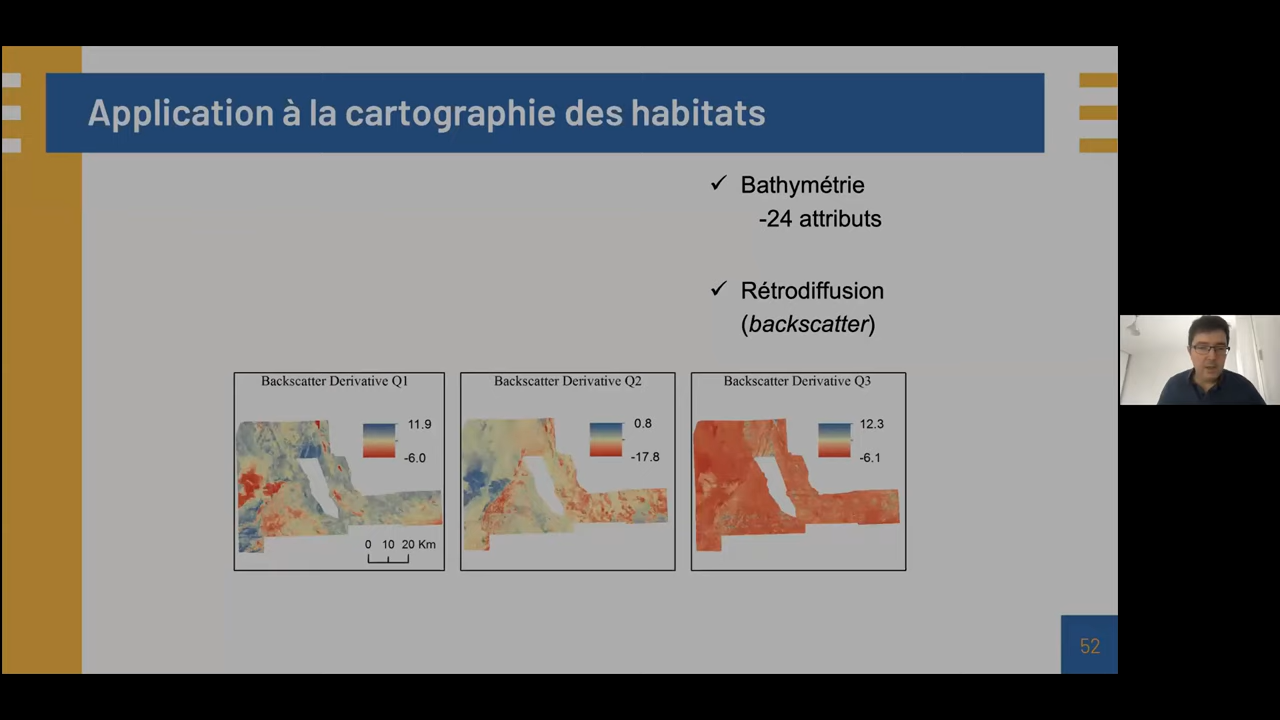 Application à la cartographie des habitats
✓ Bathymétrie
-24 attributs
✓ Rétrodiffusion
(backscatter)
Backscatter Derivative Q1
11.9
-6.0
0 10 20 Km
Backscatter Derivative Q2
0.8
-17.8
Backscatter Derivative Q3
12.3
-6.1
52